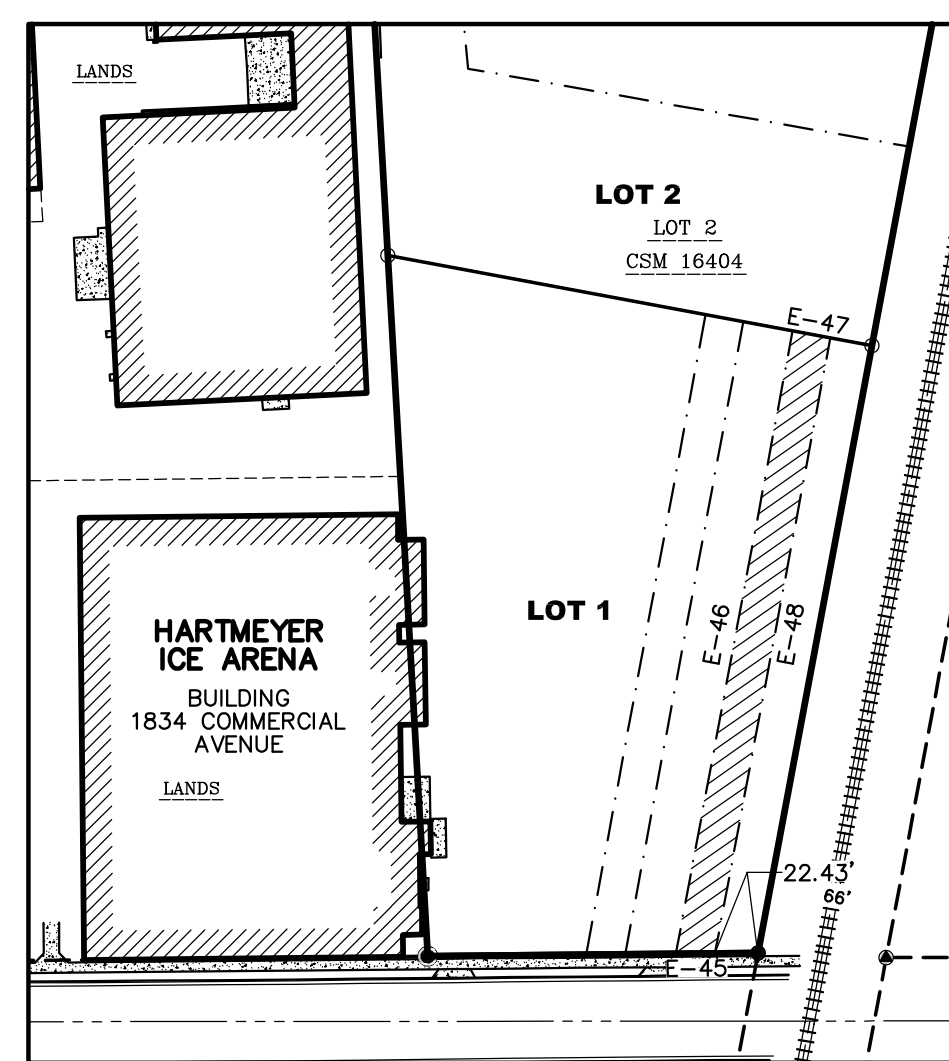 LANDS
LOT 2
LOT 2
CSM 16404
E-47
LOT 1
E-46
E-48
HARTMEYER
ICE ARENA
BUILDING
1834 COMMERCIAL
AVENUE
LANDS
22.43'
66'
E-45